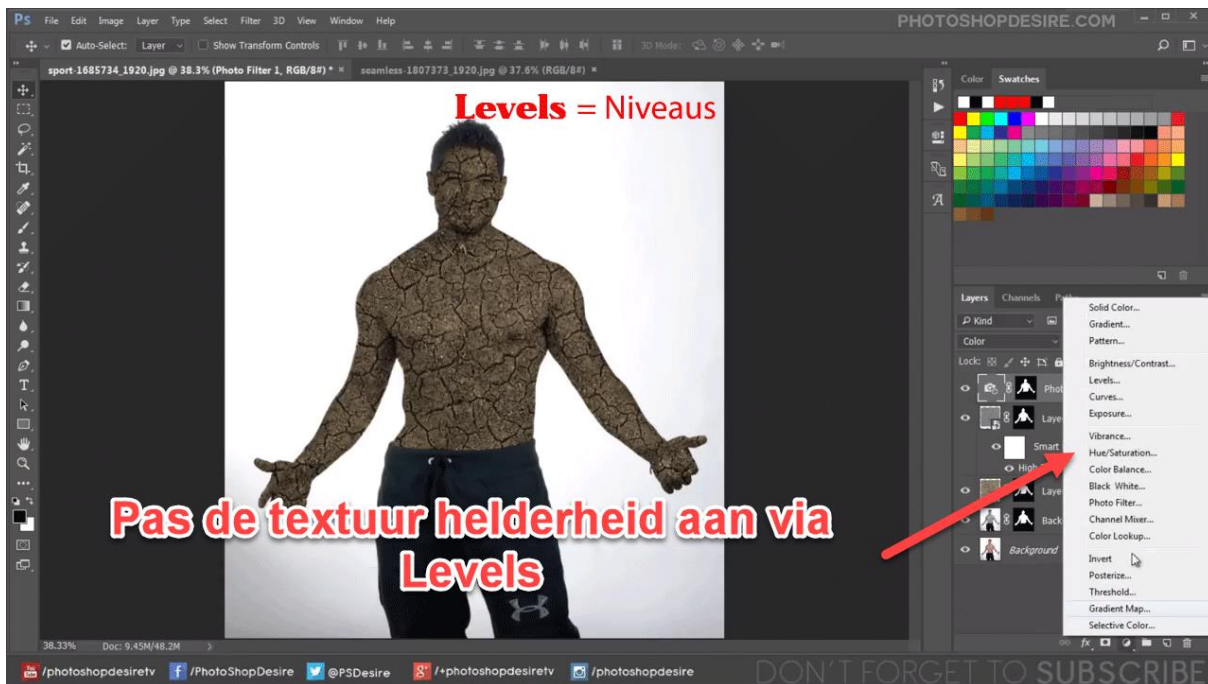 Ps File Edit Image Layer Type Select Filter 3D View Window Help
PHOTOSHOPDESIRE.COM
Auto-Select: Layer Show Transform Controls 3D Mode:
sport-1685734_1920.jpg @ 38.3% (Photo Filter 1, RGB/8#) * × seamless-1807373_1920.jpg @ 37.6% (RGB/8) ×
Levels = Niveaus
Color Swatches
Layers Channels
Kind
Color
Lock:
Smart
Background
Solid Color...
Gradient...
Pattern...
Brightness/Contrast...
Levels...
Curves...
Exposure...
Vibrance...
Hue/Saturation...
Color Balance...
Black White...
Photo Filter...
Channel Mixer...
Color Lookup...
Invert
Posterize...
Threshold...
Gradient Map...
Selective Color...
Pas de textuur helderheid aan via
Levels
38.33% Doc: 9.45M/48.2M
/photoshopdesiretv /PhotoShopDesire @PSDesire /+photoshopdesiretv /photoshopdesire
DON'T FORGET TO SUBSCRIBE